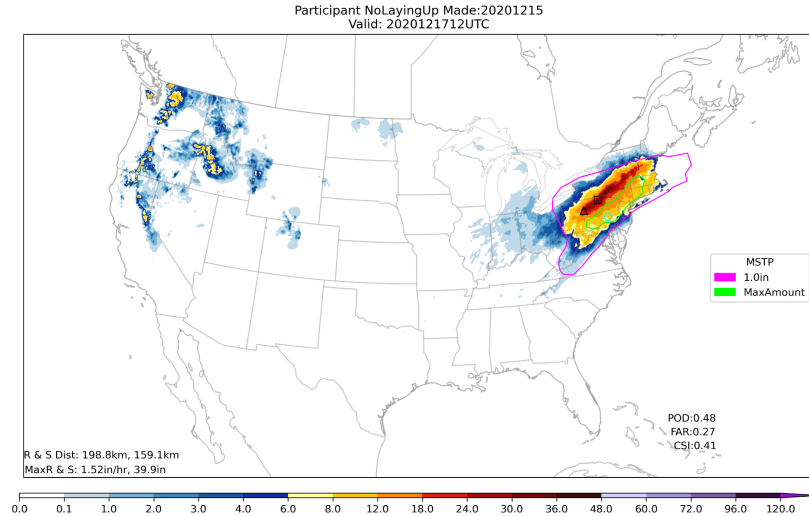 Participant NoLayingUp Made:20201215
Valid: 2020121712UTC
MSTP
1.0in
MaxAmount
POD:0.48
FAR:0.27
CSI:0.41
R & S Dist: 198.8km, 159.1km
MaxR & S: 1.52in/hr, 39.9in
0.0 0.1 1.0 2.0 3.0 4.0 6.0 8.0 12.0 18.0 24.0 30.0 36.0 48.0 60.0 72.0 96.0 120.0